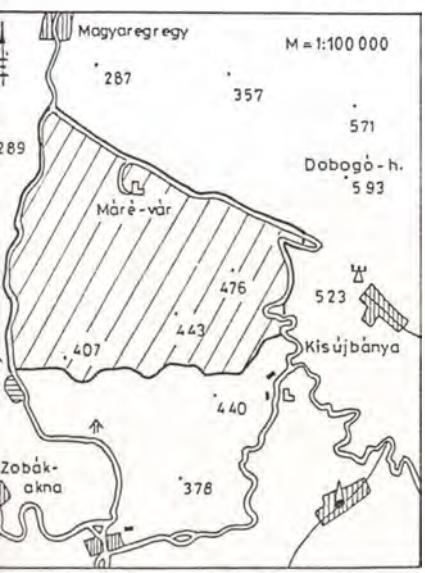 Magyaregregy
M = 1:100 000
287
357
571
289
Dobogó-h.
593
Máré-vár
476
523
443
Kisújbánya
407
440
Zobák-
akna
378